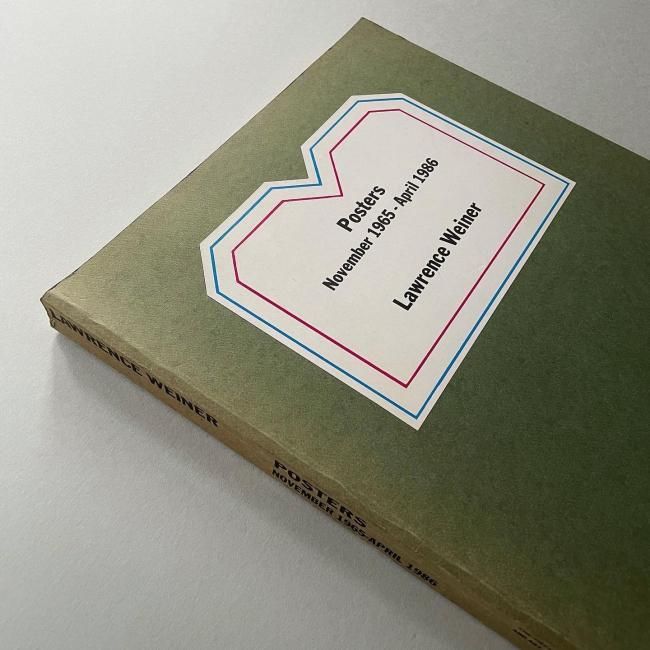 Posters
November 1965 - April 1986
Lawrence Weiner
LAWRENCE WEINER
POSTERS
NOVEMBER 1965-APRIL 1986